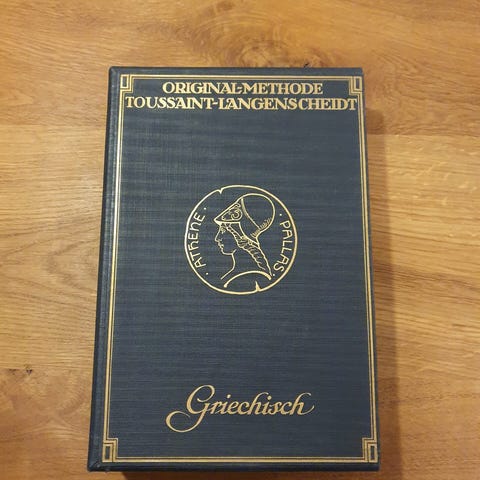 ORIGINAL-METHODE
TOUSSAINT-LANGENSCHEIDT
· ATHENE · PALLAS ·
Griechisch